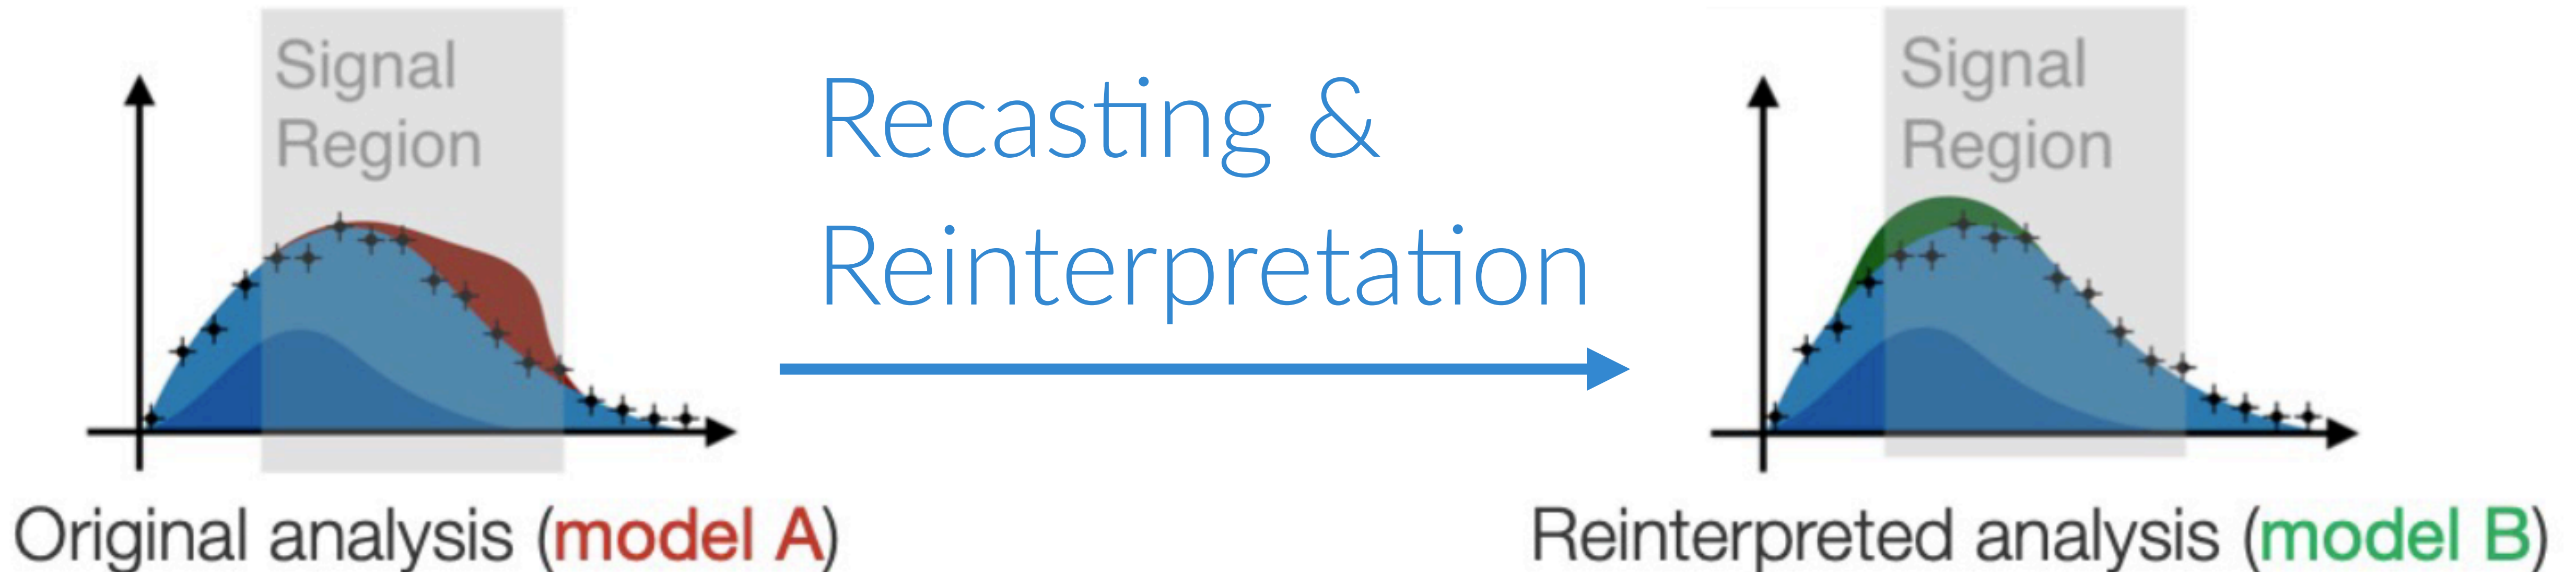 Signal
Region
Recasting &
Reinterpretation
Signal
Region
Original analysis (model A)
Reinterpreted analysis (model B)